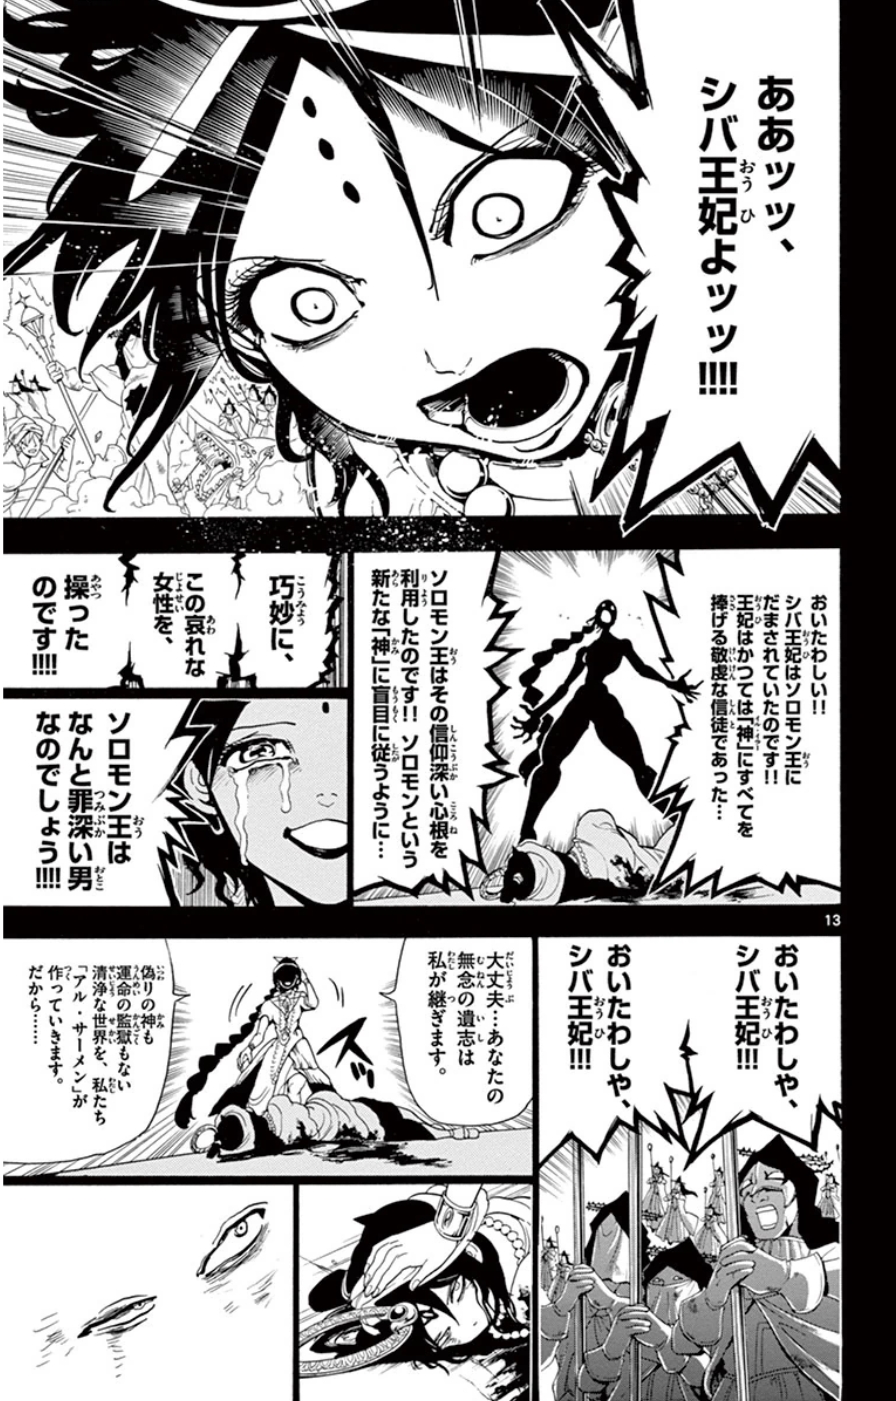 ああッッ、
シバ王妃よッッ!!!!
おいたわしい!!
シバ王妃はソロモン王に
だまされていたのです!!
王妃はかつては「神」にすべてを
捧げる敬虔な信徒であった…
ソロモン王はその信仰深い心根を
利用したのです!! ソロモンという
新たな「神」に盲目に従うように…
巧妙に、
この哀れな
女性を、
操った
のです!!!!
ソロモン王は
なんと罪深い男
なのでしょう!!!!
13
おいたわしや、
シバ王妃!!!
おいたわしや、
シバ王妃!!!
大丈夫…あなたの
無念の遺志は
私が継ぎます。
スッ
偽りの神も
運命の監獄もない
清浄な世界を、私たち
「アル・サーメン」が
作っていきます。
だから……